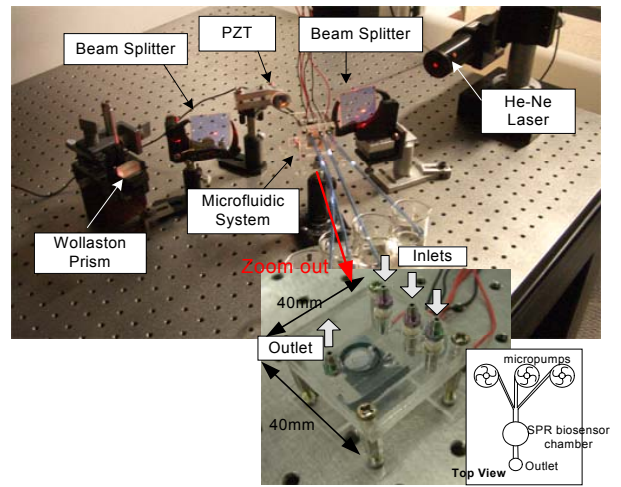 PZT
Beam Splitter
Beam Splitter
He-Ne
Laser
Microfluidic
System
Wollaston
Prism
Zoom out
Inlets
40mm
Outlet
40mm
micropumps
SPR biosensor
chamber
Outlet
Top View